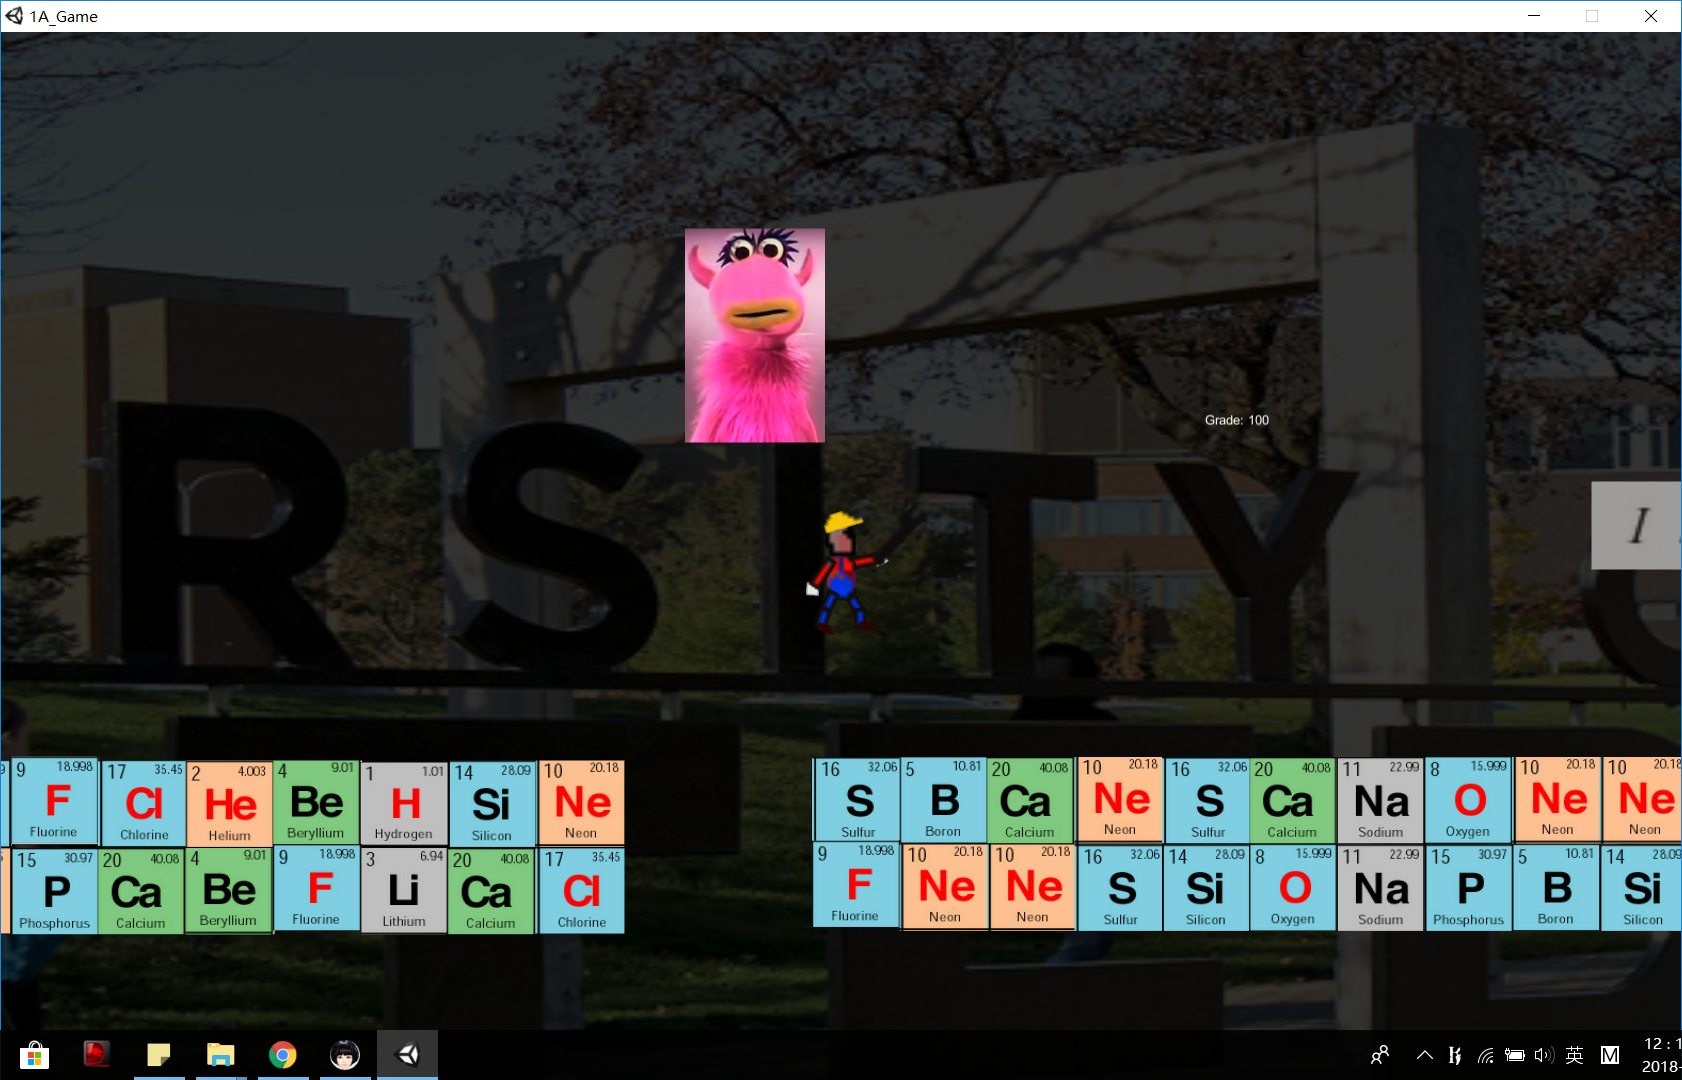 1A_Game
RSITY
Grade: 100
I
9 18.998 17 35.45 2 4.003 4 9.01 1 1.01 14 28.09 10 20.18
F Cl He Be H Si Ne
Fluorine Chlorine Helium Beryllium Hydrogen Silicon Neon
15 30.97 20 40.08 4 9.01 9 18.998 3 6.94 20 40.08 17 35.45
P Ca Be F Li Ca Cl
Phosphorus Calcium Beryllium Fluorine Lithium Calcium Chlorine
16 32.06 5 10.81 20 40.08 10 20.18 16 32.06 20 40.08 11 22.99 8 15.999 10 20.18 10 20.18
S B Ca Ne S Ca Na O Ne Ne
Sulfur Boron Calcium Neon Sulfur Calcium Sodium Oxygen Neon Neon
9 18.998 10 20.18 10 20.18 16 32.06 14 28.09 8 15.999 11 22.99 15 30.97 5 10.81 14 28.09
F Ne Ne S Si O Na P B Si
Fluorine Neon Neon Sulfur Silicon Oxygen Sodium Phosphorus Boron Silicon
英 M
12:1
2018-